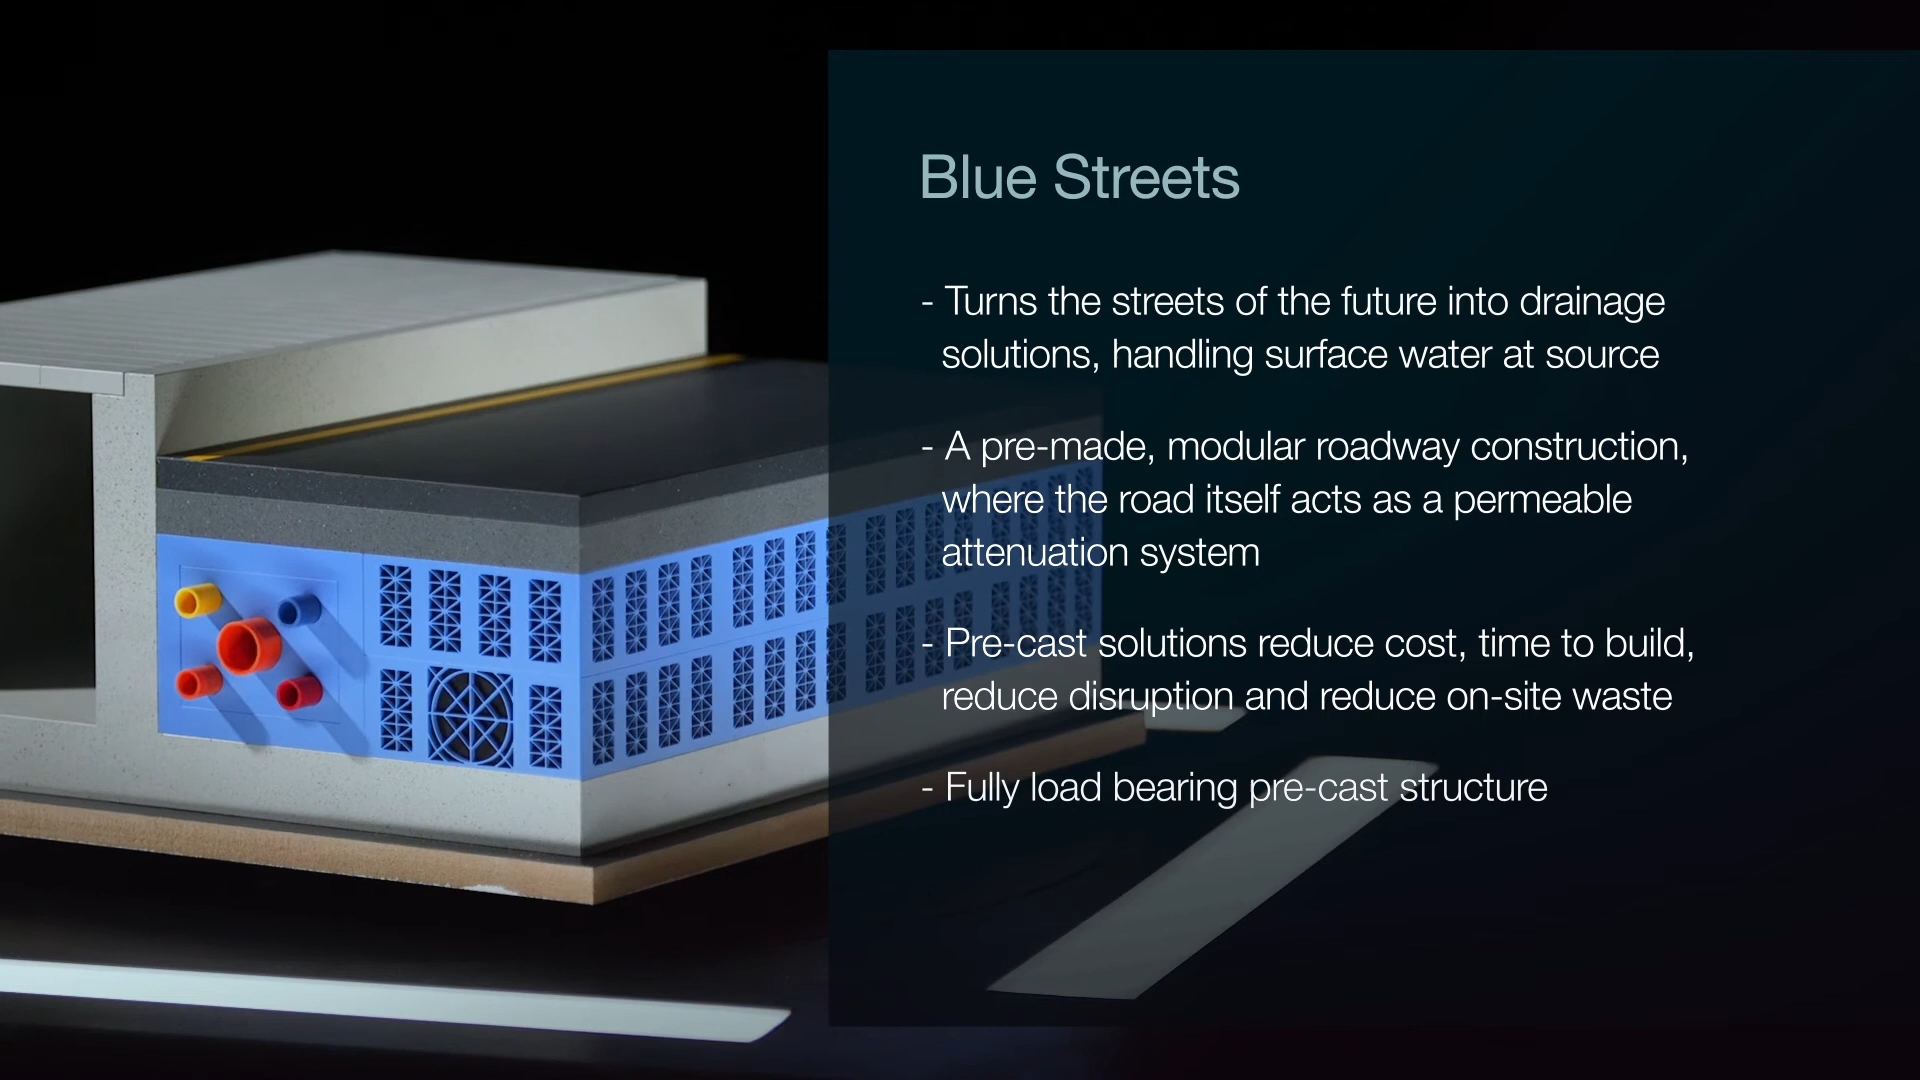 Blue Streets
- Turns the streets of the future into drainage
solutions, handling surface water at source
- A pre-made, modular roadway construction,
where the road itself acts as a permeable
attenuation system
- Pre-cast solutions reduce cost, time to build,
reduce disruption and reduce on-site waste
- Fully load bearing pre-cast structure